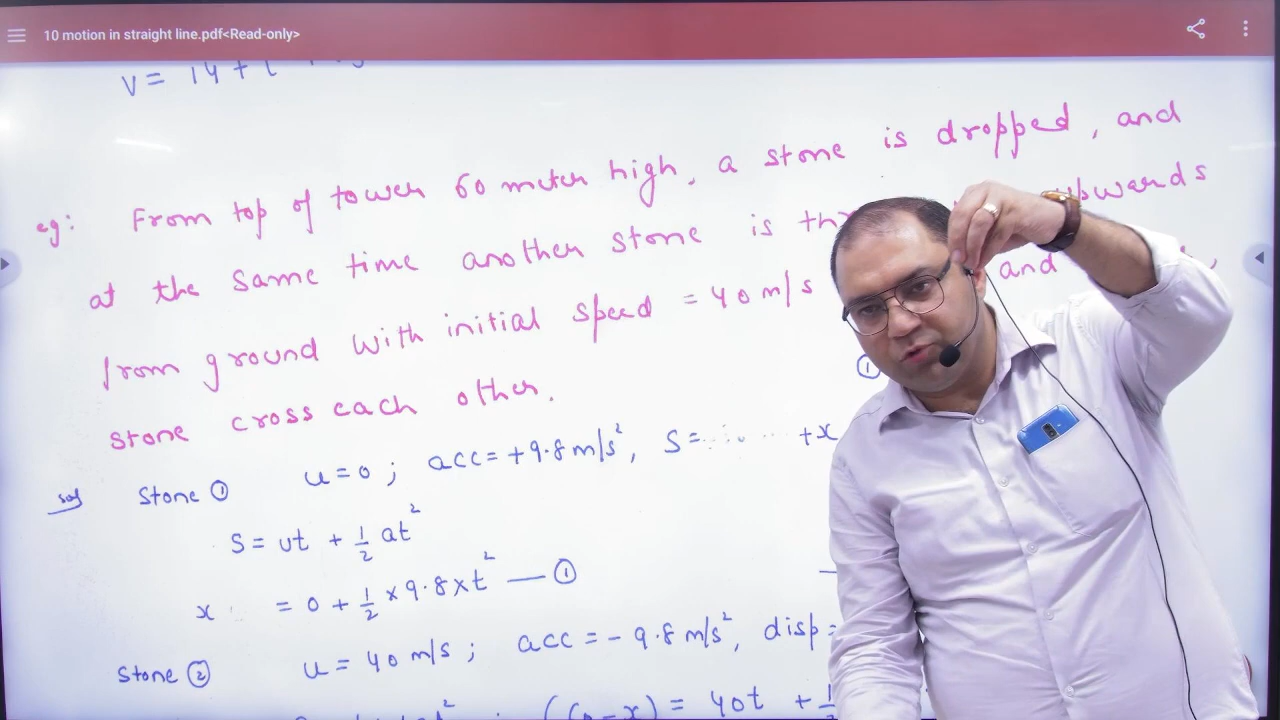 10 motion in straight line.pdf<Read-only>
V = 14 + t
eg: From top of tower 60 meter high, a stone is dropped, and
at the same time another stone is upwards
from ground with initial speed = 40 m/s and
stone cross each other.
①
sol Stone ① u = 0 ; acc = +9.8 m/s², S = +x
S = ut + 1/2 at²
x = 0 + 1/2 × 9.8 × t² — ①
Stone ② u = 40 m/s ; acc = - 9.8 m/s², disp =
- x) = 40t + 1/2